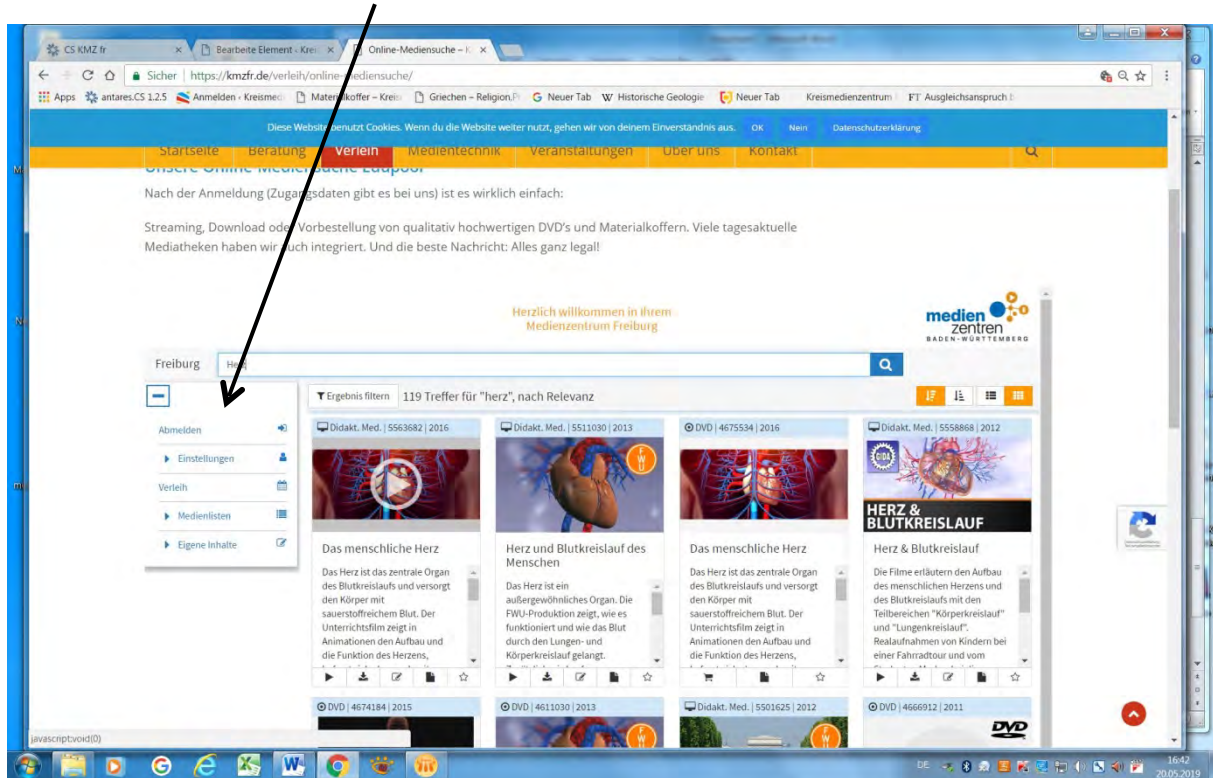 CS KMZ fr
Bearbeite Element ‹ Krei
Online-Mediensuche – K
Sicher | https://kmzfr.de/verleih/online-mediensuche/
Apps antares.CS 1.2.5 Anmelden ‹ Kreismed Materialkoffer – Kreis Griechen – Religion. Neuer Tab Historische Geologie Neuer Tab Kreismedienzentrum FT Ausgleichsanspruch
Diese Website benutzt Cookies. Wenn du die Website weiter nutzt, gehen wir von deinem Einverständnis aus. OK Nein Datenschutzerklärung
Startseite Beratung Verleih Medientechnik Veranstaltungen Über uns Kontakt
Unsere Online-Mediensuche Edupool
Nach der Anmeldung (Zugangsdaten gibt es bei uns) ist es wirklich einfach:
Streaming, Download oder Vorbestellung von qualitativ hochwertigen DVD's und Materialkoffern. Viele tagesaktuelle
Mediatheken haben wir auch integriert. Und die beste Nachricht: Alles ganz legal!
Herzlich willkommen in Ihrem
Medienzentrum Freiburg
medien
zentren
BADEN-WÜRTTEMBERG
Freiburg Herz
Ergebnis filtern 119 Treffer für "herz", nach Relevanz
Abmelden
Einstellungen
Verleih
Medienlisten
Eigene Inhalte
Didakt. Med. | 5563682 | 2016
Das menschliche Herz
Das Herz ist das zentrale Organ
des Blutkreislaufs und versorgt
den Körper mit
sauerstoffreichem Blut. Der
Unterrichtsfilm zeigt in
Animationen den Aufbau und
die Funktion des Herzens,
Didakt. Med. | 5511030 | 2013
FWU
Herz und Blutkreislauf des
Menschen
Das Herz ist ein
außergewöhnliches Organ. Die
FWU-Produktion zeigt, wie es
funktioniert und wie das Blut
durch den Lungen- und
Körperkreislauf gelangt.
DVD | 4675534 | 2016
Das menschliche Herz
Das Herz ist das zentrale Organ
des Blutkreislaufs und versorgt
den Körper mit
sauerstoffreichem Blut. Der
Unterrichtsfilm zeigt in
Animationen den Aufbau und
die Funktion des Herzens,
Didakt. Med. | 5558868 | 2012
GIDA
HERZ &
BLUTKREISLAUF
Herz & Blutkreislauf
Die Filme erläutern den Aufbau
des menschlichen Herzens und
des Blutkreislaufs mit den
Teilbereichen "Körperkreislauf"
und "Lungenkreislauf".
Realaufnahmen von Kindern bei
einer Fahrradtour und vom
DVD | 4674184 | 2015
DVD | 4611030 | 2013
Didakt. Med. | 5501625 | 2012
DVD | 4666912 | 2011
DVD
javascript:void(0)
DE
16:42
20.05.2019